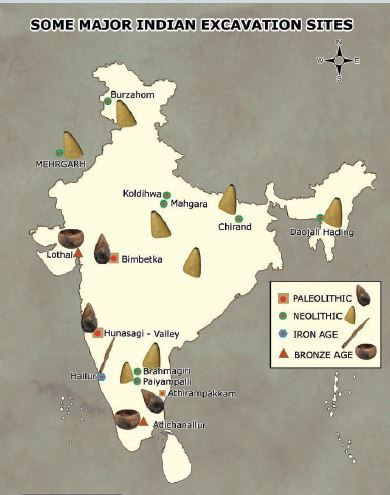 SOME MAJOR INDIAN EXCAVATION SITES
N
W E
S
Burzahom
MEHRGARH
Koldihwa
Mahgara
Chirand
Daojali Hading
Lothal
Bimbetka
Hunasagi - Valley
Hallur
Brahmagiri
Paiyampalli
Athirampakkam
Adichanallur
PALEOLITHIC
NEOLITHIC
IRON AGE
BRONZE AGE